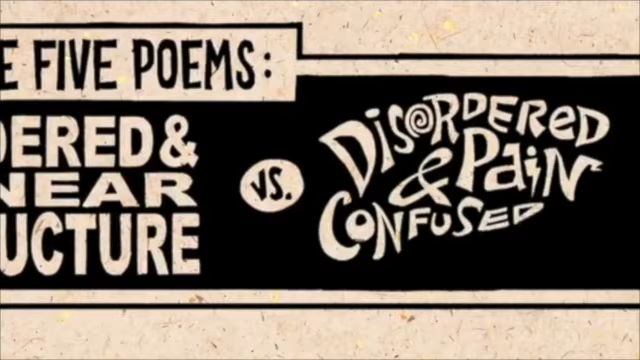 E FIVE POEMS:
DERED &
NEAR
UCTURE
VS.
DISORDERED
& PAIN
CONFUSED